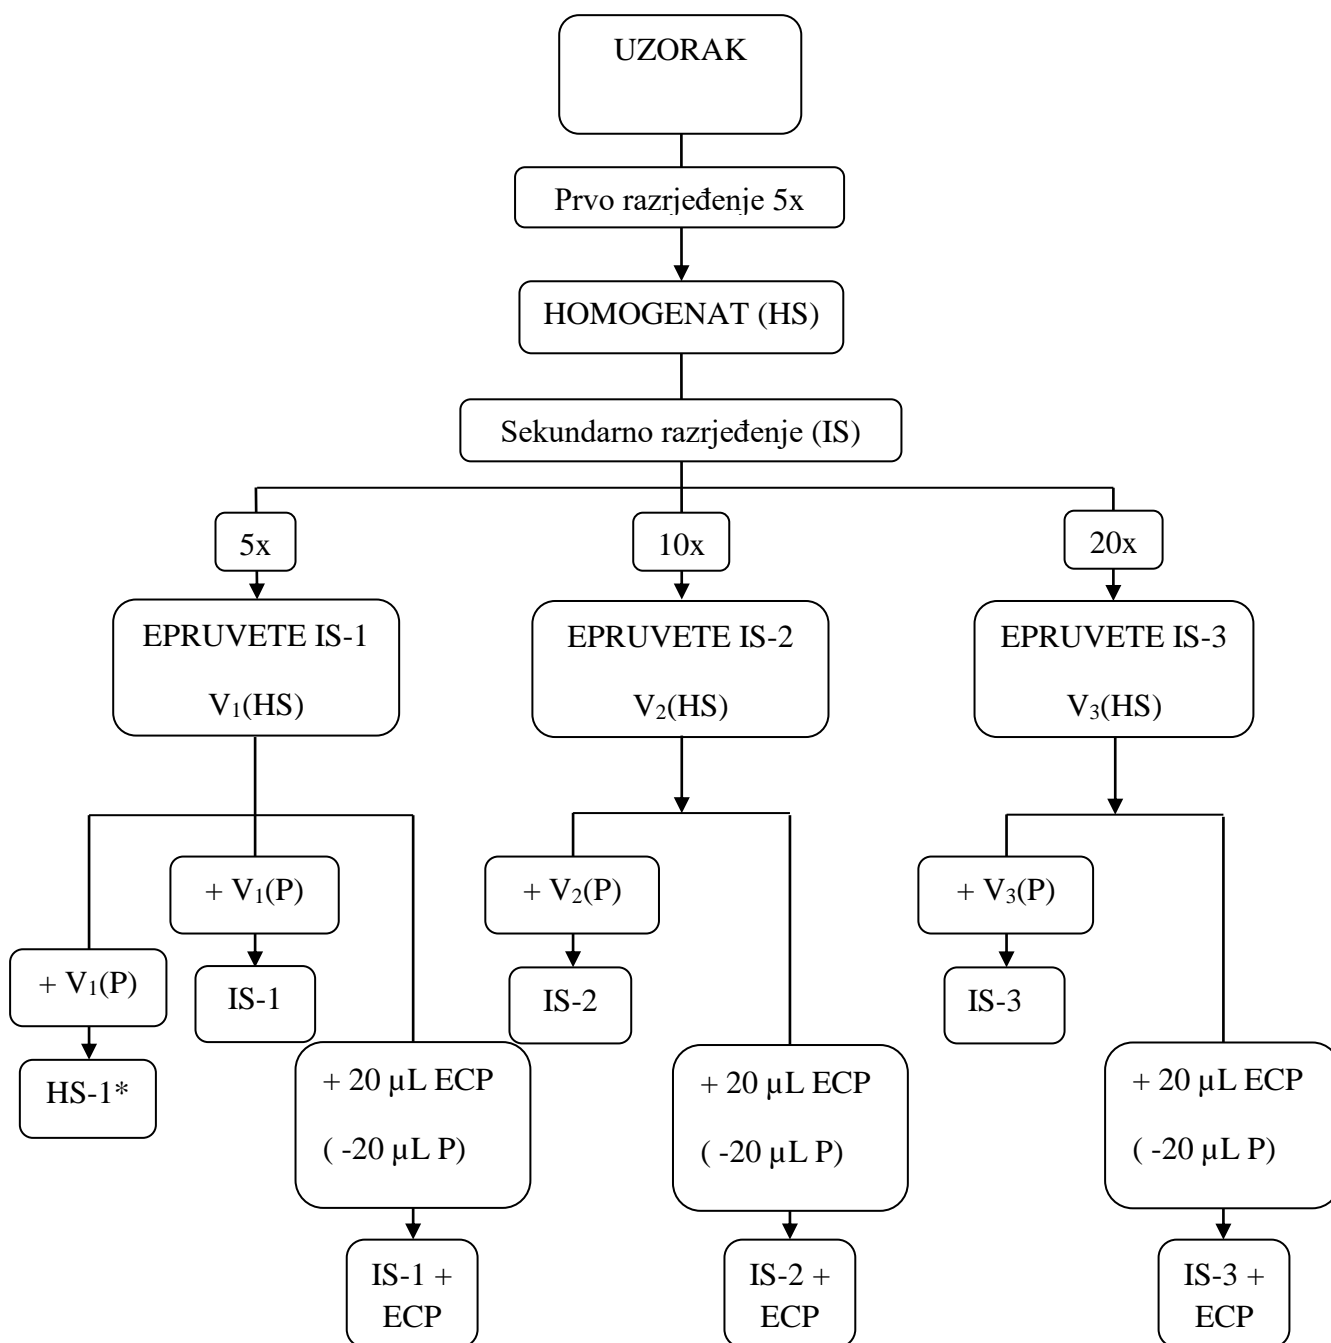 UZORAK
Prvo razrjeđenje 5x
HOMOGENAT (HS)
Sekundarno razrjeđenje (IS)
5x
10x
20x
EPRUVETE IS-1
V₁(HS)
EPRUVETE IS-2
V₂(HS)
EPRUVETE IS-3
V₃(HS)
+ V₁(P)
HS-1*
+ V₁(P)
IS-1
+ 20 µL ECP
( -20 µL P)
IS-1 +
ECP
+ V₂(P)
IS-2
+ 20 µL ECP
( -20 µL P)
IS-2 +
ECP
+ V₃(P)
IS-3
+ 20 µL ECP
( -20 µL P)
IS-3 +
ECP